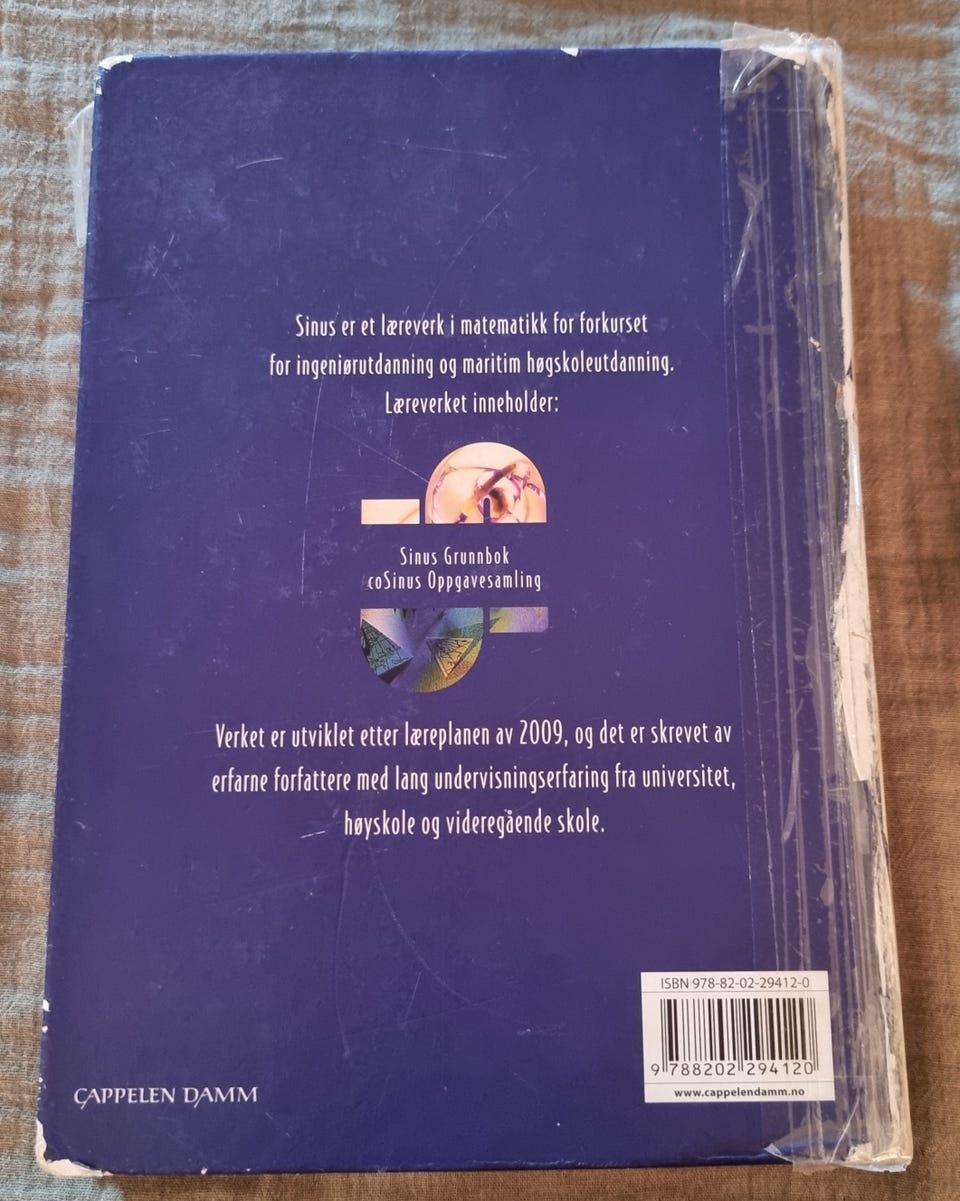 Sinus er et læreverk i matematikk for forkurset
for ingeniørutdanning og maritim høgskoleutdanning.
Læreverket inneholder:
Sinus Grunnbok
coSinus Oppgavesamling
Verket er utviklet etter læreplanen av 2009, og det er skrevet av
erfarne forfattere med lang undervisningserfaring fra universitet,
høyskole og videregående skole.
ISBN 978-82-02-29412-0
9 788202 294120
www.cappelendamm.no
CAPPELEN DAMM